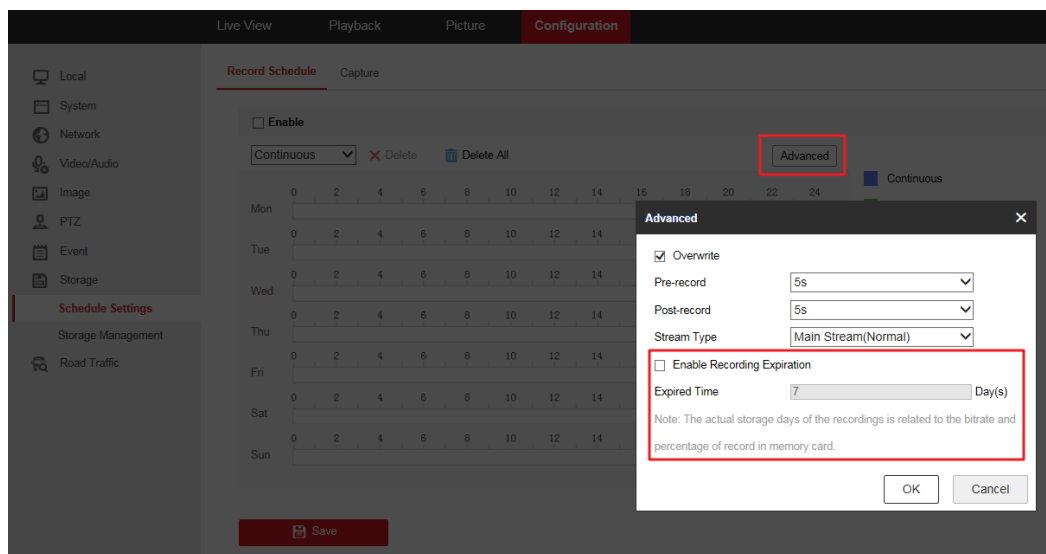 Live View Playback Picture Configuration
Local
System
Network
Video/Audio
Image
PTZ
Event
Storage
Schedule Settings
Storage Management
Road Traffic
Record Schedule Capture
Enable
Continuous Delete Delete All Advanced
Continuous
0 2 4 6 8 10 12 14 16 18 20 22 24
Mon
0 2 4 6 8 10 12 14
Tue
0 2 4 6 8 10 12 14
Wed
0 2 4 6 8 10 12 14
Thu
0 2 4 6 8 10 12 14
Fri
0 2 4 6 8 10 12 14
Sat
0 2 4 6 8 10 12 14
Sun
Save
Advanced
Overwrite
Pre-record 5s
Post-record 5s
Stream Type Main Stream(Normal)
Enable Recording Expiration
Expired Time 7 Day(s)
Note: The actual storage days of the recordings is related to the bitrate and
percentage of record in memory card.
OK Cancel